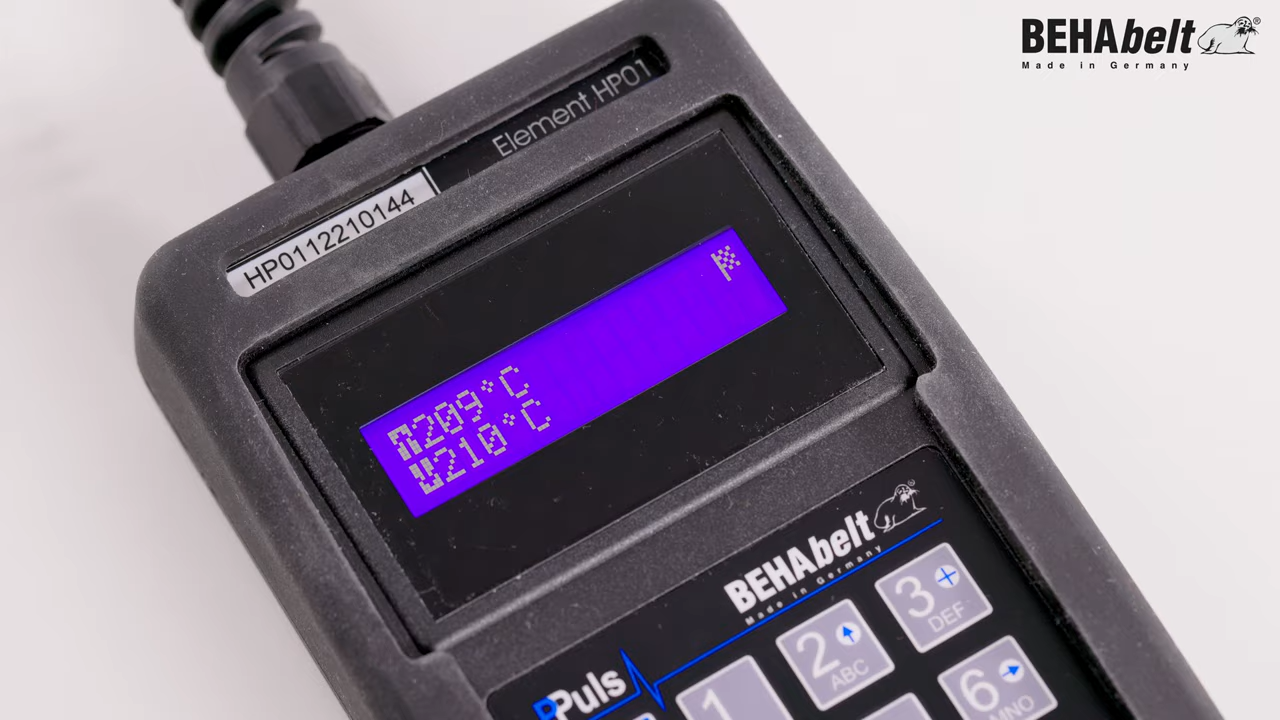 BEHAbelt®
Made in Germany
Element HP01
HP0112210144
209°C
210°C
BEHAbelt®
Made in Germany
Puls
1
2
ABC
3
DEF
6
MNO